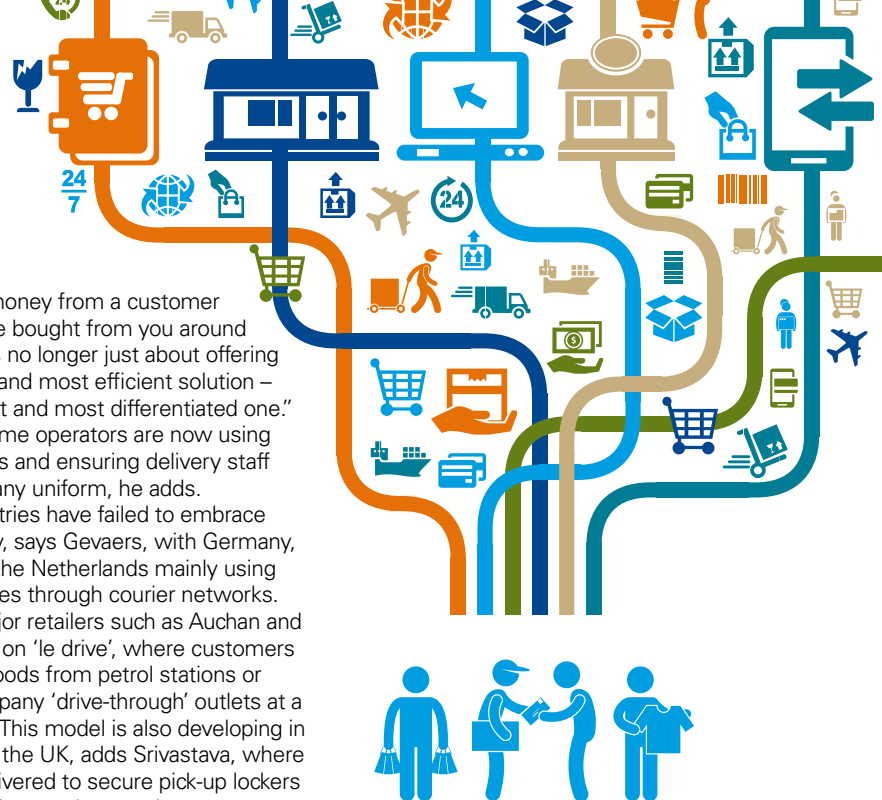 24
7
24
money from a customer
e bought from you around
s no longer just about offering
and most efficient solution –
t and most differentiated one.”
me operators are now using
s and ensuring delivery staff
any uniform, he adds.
tries have failed to embrace
y, says Gevaers, with Germany,
he Netherlands mainly using
es through courier networks.
jor retailers such as Auchan and
on ‘le drive’, where customers
oods from petrol stations or
pany ‘drive-through’ outlets at a
This model is also developing in
the UK, adds Srivastava, where
ivered to secure pick-up lockers